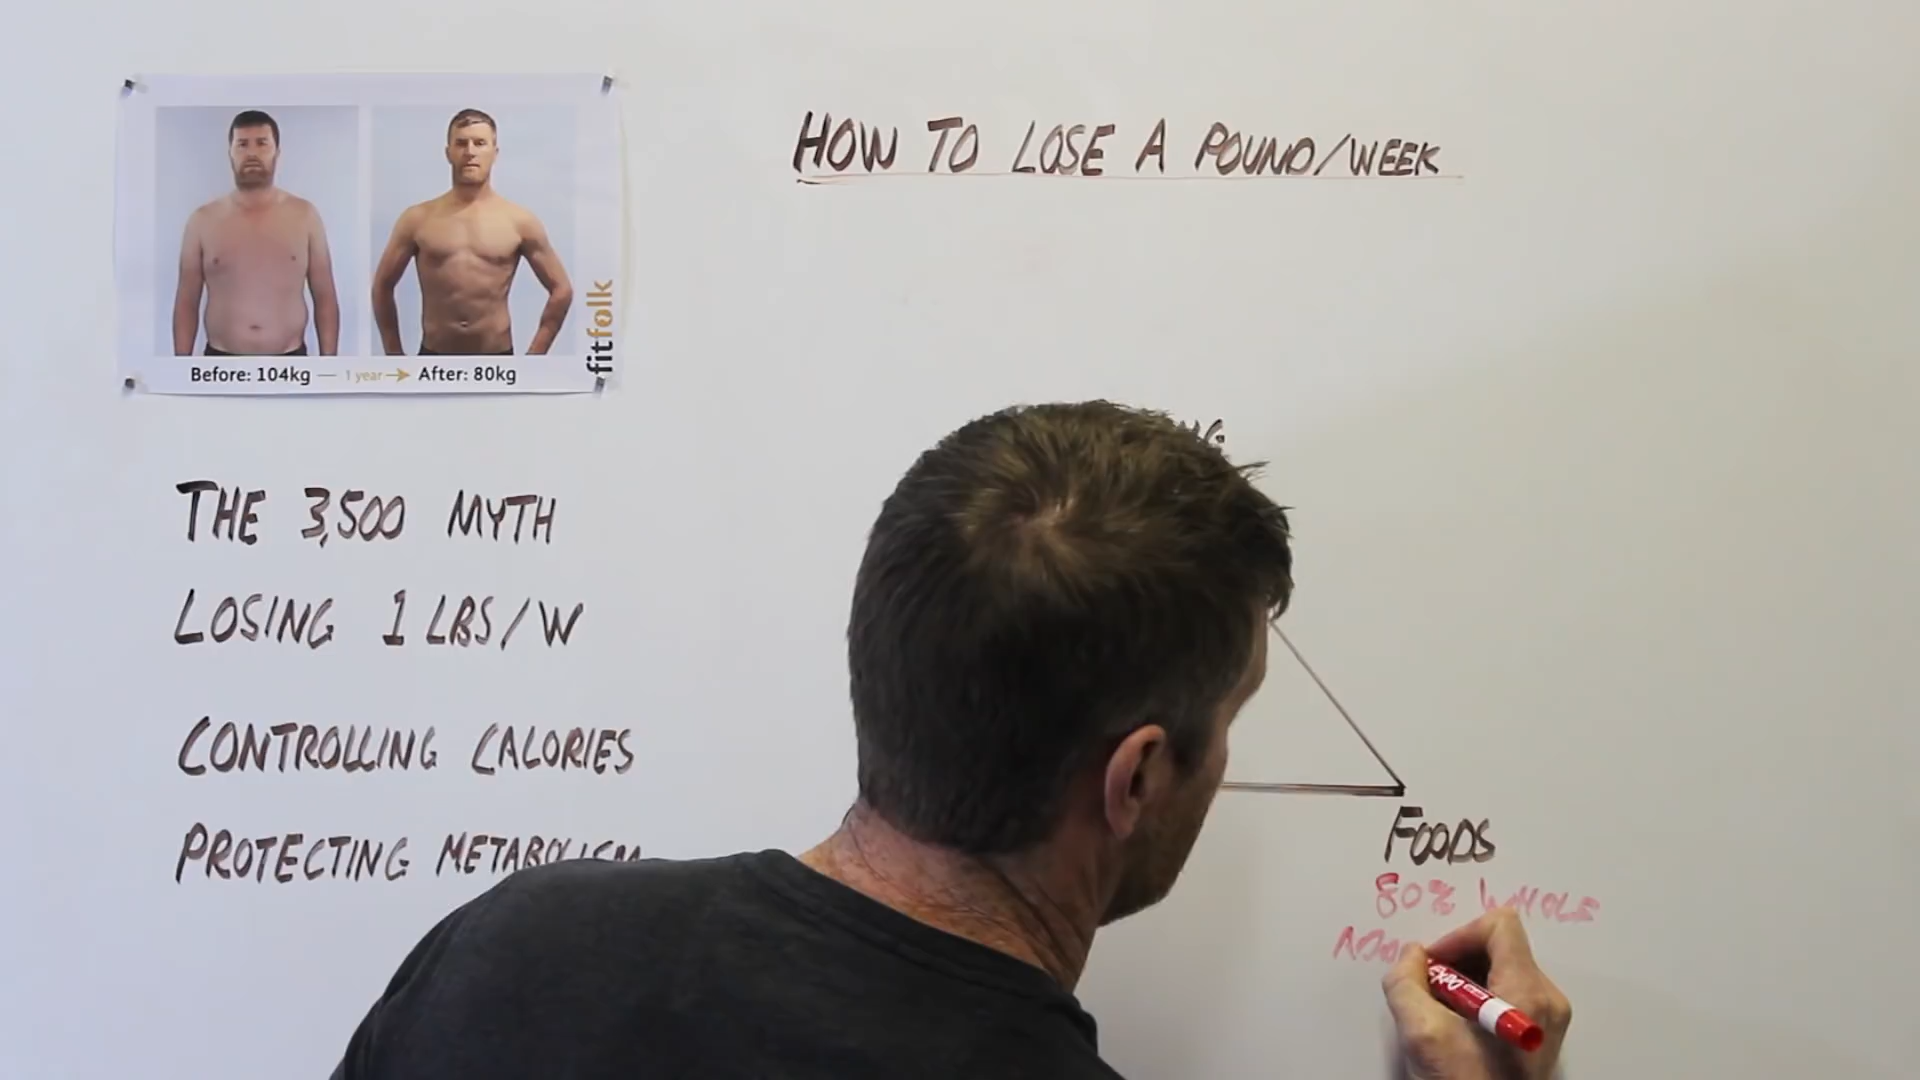 HOW TO LOSE A POUND/WEEK
fitfolk
Before: 104kg — 1 year → After: 80kg
THE 3,500 MYTH
LOSING 1 LBS/W
CONTROLLING CALORIES
PROTECTING METABOLISM
FOODS
80% WHOLE